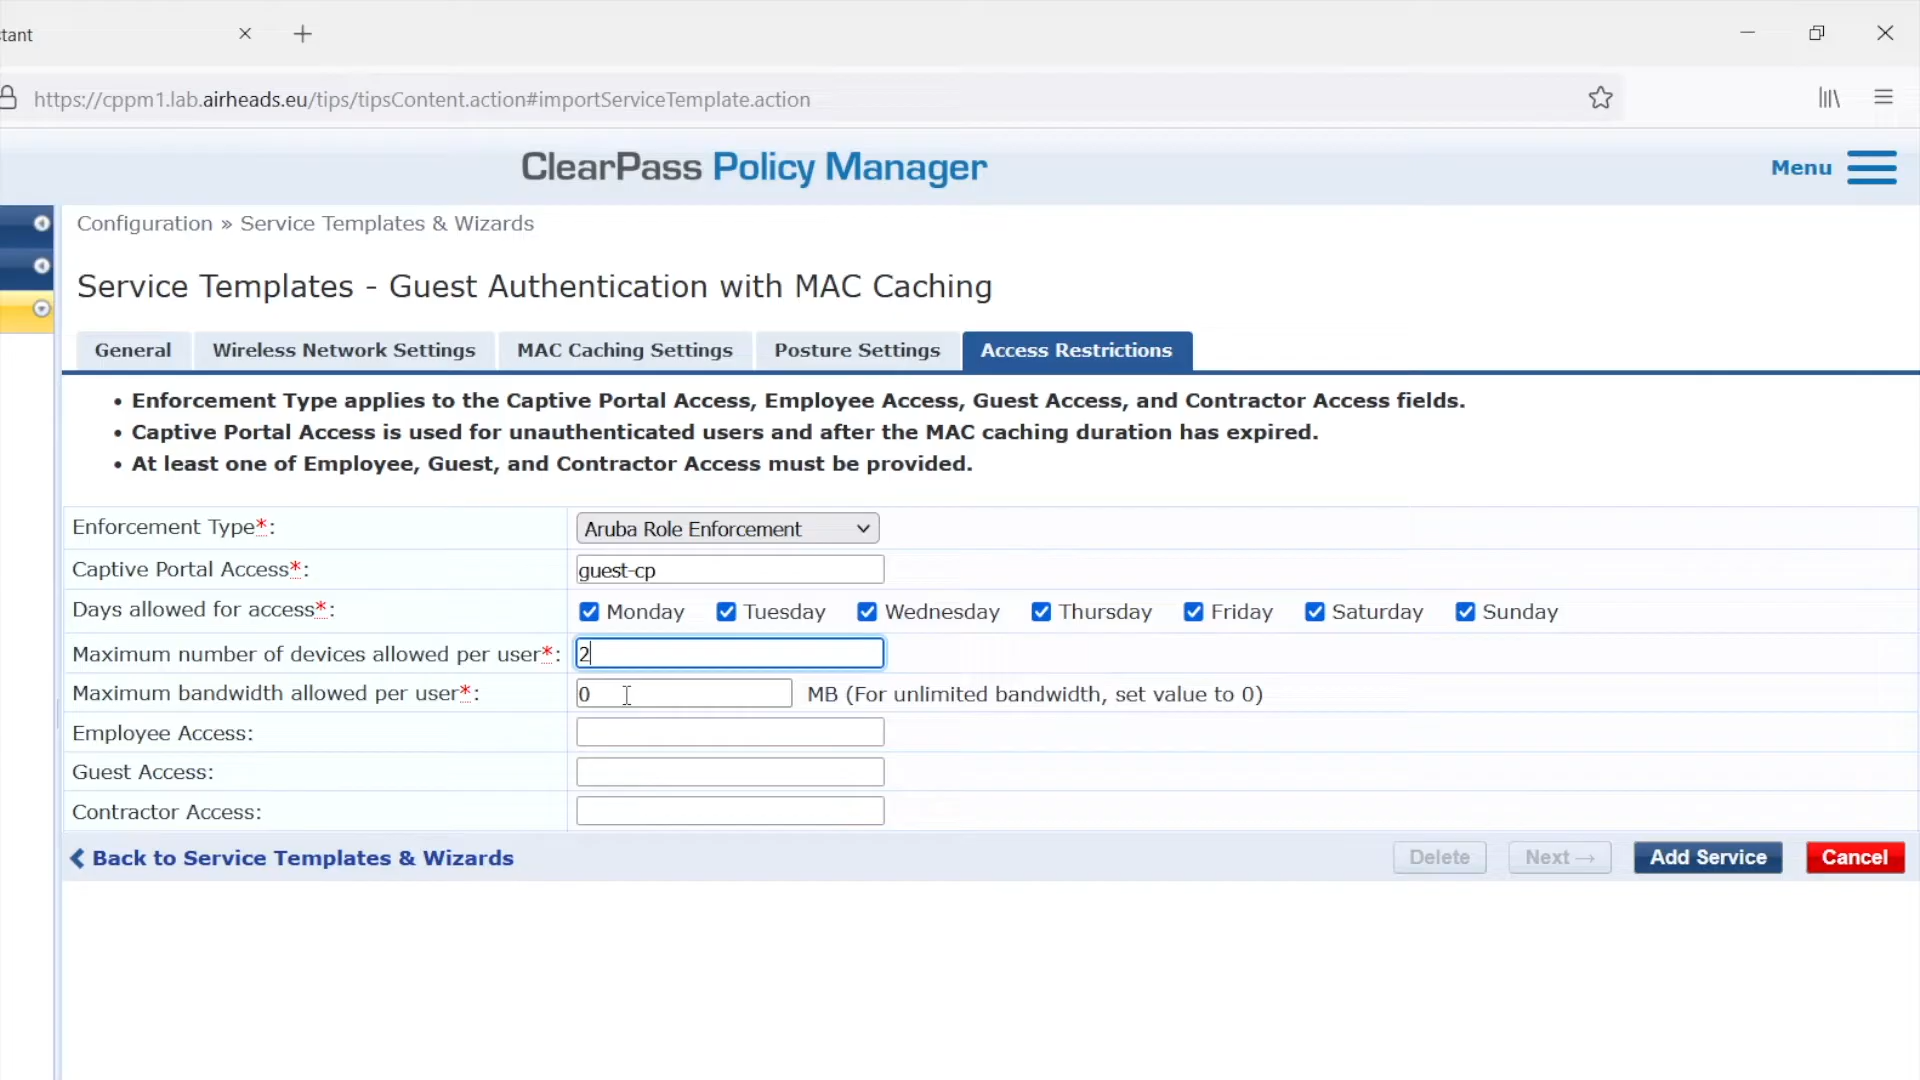 tant
https://cppm1.lab.airheads.eu/tips/tipsContent.action#importServiceTemplate.action
ClearPass Policy Manager
Menu
Configuration » Service Templates & Wizards
Service Templates - Guest Authentication with MAC Caching
General Wireless Network Settings MAC Caching Settings Posture Settings Access Restrictions
• Enforcement Type applies to the Captive Portal Access, Employee Access, Guest Access, and Contractor Access fields.
• Captive Portal Access is used for unauthenticated users and after the MAC caching duration has expired.
• At least one of Employee, Guest, and Contractor Access must be provided.
Enforcement Type*: Aruba Role Enforcement
Captive Portal Access*: guest-cp
Days allowed for access*: Monday Tuesday Wednesday Thursday Friday Saturday Sunday
Maximum number of devices allowed per user*: 2
Maximum bandwidth allowed per user*: 0 MB (For unlimited bandwidth, set value to 0)
Employee Access:
Guest Access:
Contractor Access:
Back to Service Templates & Wizards Delete Next → Add Service Cancel